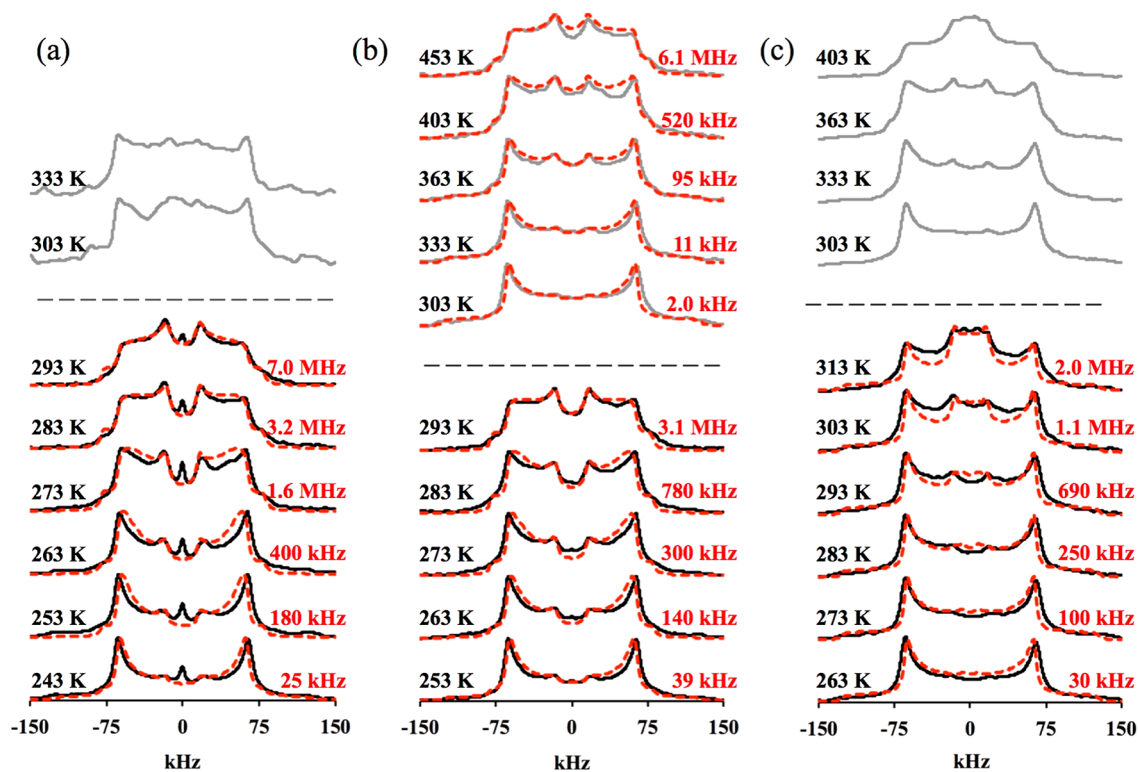 (a)
333 K
303 K
293 K 7.0 MHz
283 K 3.2 MHz
273 K 1.6 MHz
263 K 400 kHz
253 K 180 kHz
243 K 25 kHz
-150 -75 0 75 150
kHz
(b)
453 K 6.1 MHz
403 K 520 kHz
363 K 95 kHz
333 K 11 kHz
303 K 2.0 kHz
293 K 3.1 MHz
283 K 780 kHz
273 K 300 kHz
263 K 140 kHz
253 K 39 kHz
-150 -75 0 75 150
kHz
(c)
403 K
363 K
333 K
303 K
313 K 2.0 MHz
303 K 1.1 MHz
293 K 690 kHz
283 K 250 kHz
273 K 100 kHz
263 K 30 kHz
-150 -75 0 75 150
kHz